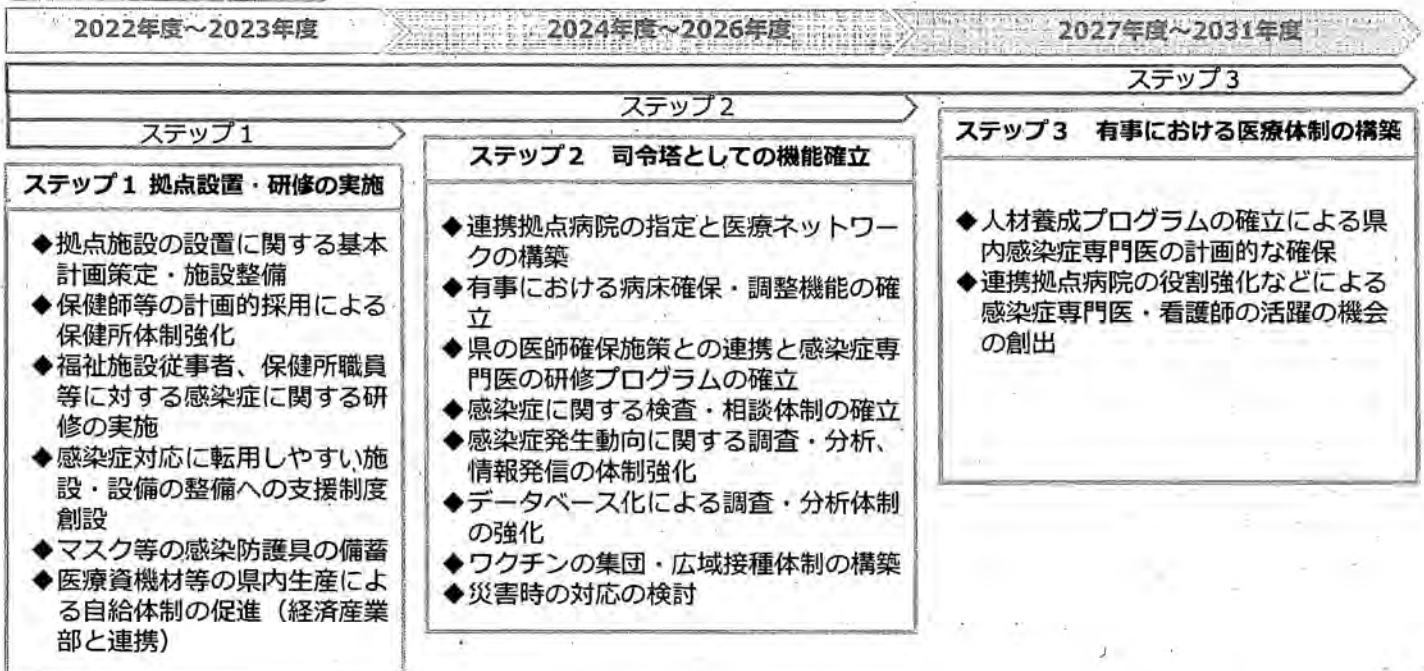 2022年度～2023年度
2024年度～2026年度
2027年度～2031年度
ステップ3
ステップ2
ステップ1
ステップ1 拠点設置・研修の実施
◆拠点施設の設置に関する基本
計画策定・施設整備
◆保健師等の計画的採用による
保健所体制強化
◆福祉施設従事者、保健所職員
等に対する感染症に関する研
修の実施
◆感染症対応に転用しやすい施
設・設備の整備への支援制度
創設
◆マスク等の感染防護具の備蓄
◆医療資機材等の県内生産によ
る自給体制の促進（経済産業
部と連携）
ステップ2 司令塔としての機能確立
◆連携拠点病院の指定と医療ネットワー
クの構築
◆有事における病床確保・調整機能の確
立
◆県の医師確保施策との連携と感染症専
門医の研修プログラムの確立
◆感染症に関する検査・相談体制の確立
◆感染症発生動向に関する調査・分析、
情報発信の体制強化
◆データベース化による調査・分析体制
の強化
◆ワクチンの集団・広域接種体制の構築
◆災害時の対応の検討
ステップ3 有事における医療体制の構築
◆人材養成プログラムの確立による県
内感染症専門医の計画的な確保
◆連携拠点病院の役割強化などによる
感染症専門医・看護師の活躍の機会
の創出